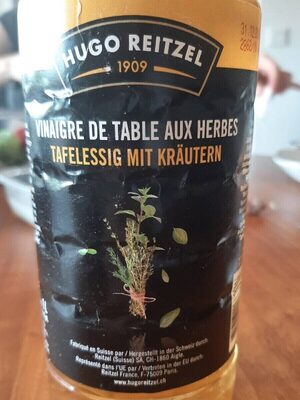 HUGO REITZEL
1909
VINAIGRE DE TABLE AUX HERBES
TAFELESSIG MIT KRÄUTERN
Fabriqué en Suisse par / Hergestellt in der Schweiz durch:
Reitzel (Suisse) SA, CH-1860 Aigle.
Représenté dans l'UE par / Vertreten in der EU durch:
Reitzel France, F-75009 Paris.
www.hugoreitzel.ch